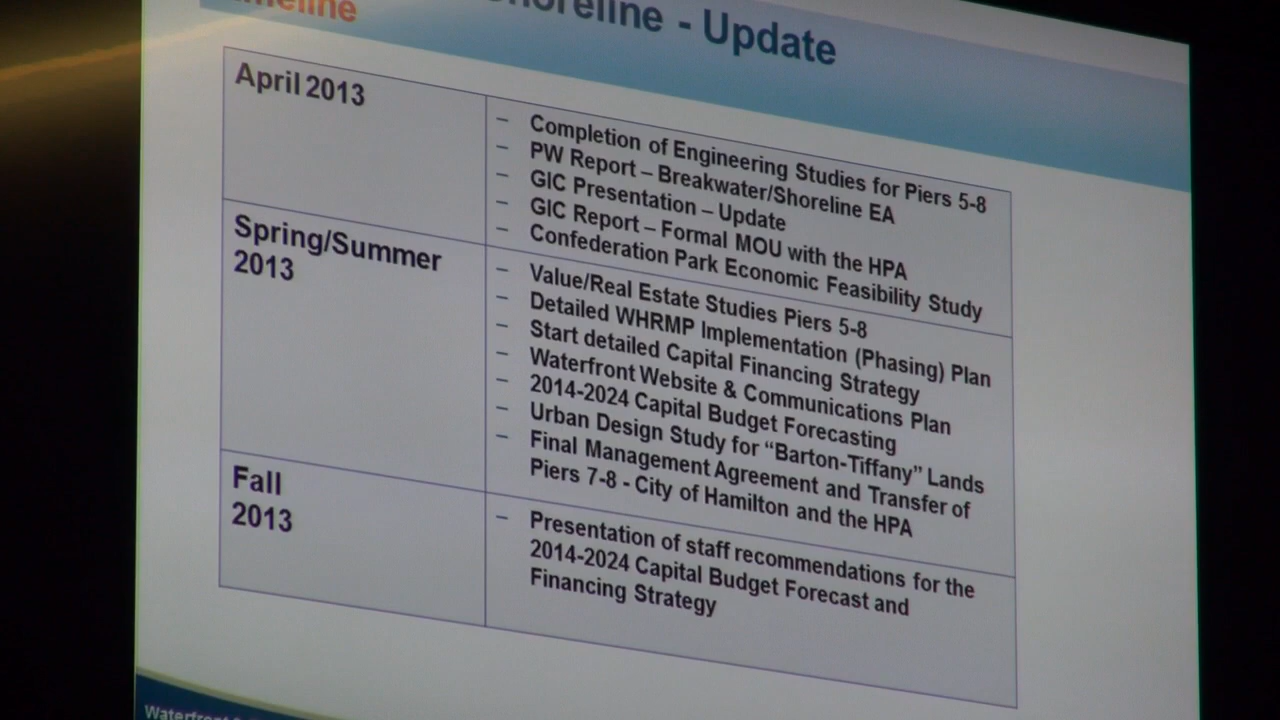 - Update
April 2013
– Completion of Engineering Studies for Piers 5-8
– PW Report – Breakwater/Shoreline EA
– GIC Presentation – Update
– GIC Report – Formal MOU with the HPA
– Confederation Park Economic Feasibility Study
Spring/Summer
2013
– Value/Real Estate Studies Piers 5-8
– Detailed WHRMP Implementation (Phasing) Plan
– Start detailed Capital Financing Strategy
– Waterfront Website & Communications Plan
– 2014-2024 Capital Budget Forecasting
– Urban Design Study for “Barton-Tiffany” Lands
– Final Management Agreement and Transfer of
Piers 7-8 - City of Hamilton and the HPA
Fall
2013
– Presentation of staff recommendations for the
2014-2024 Capital Budget Forecast and
Financing Strategy